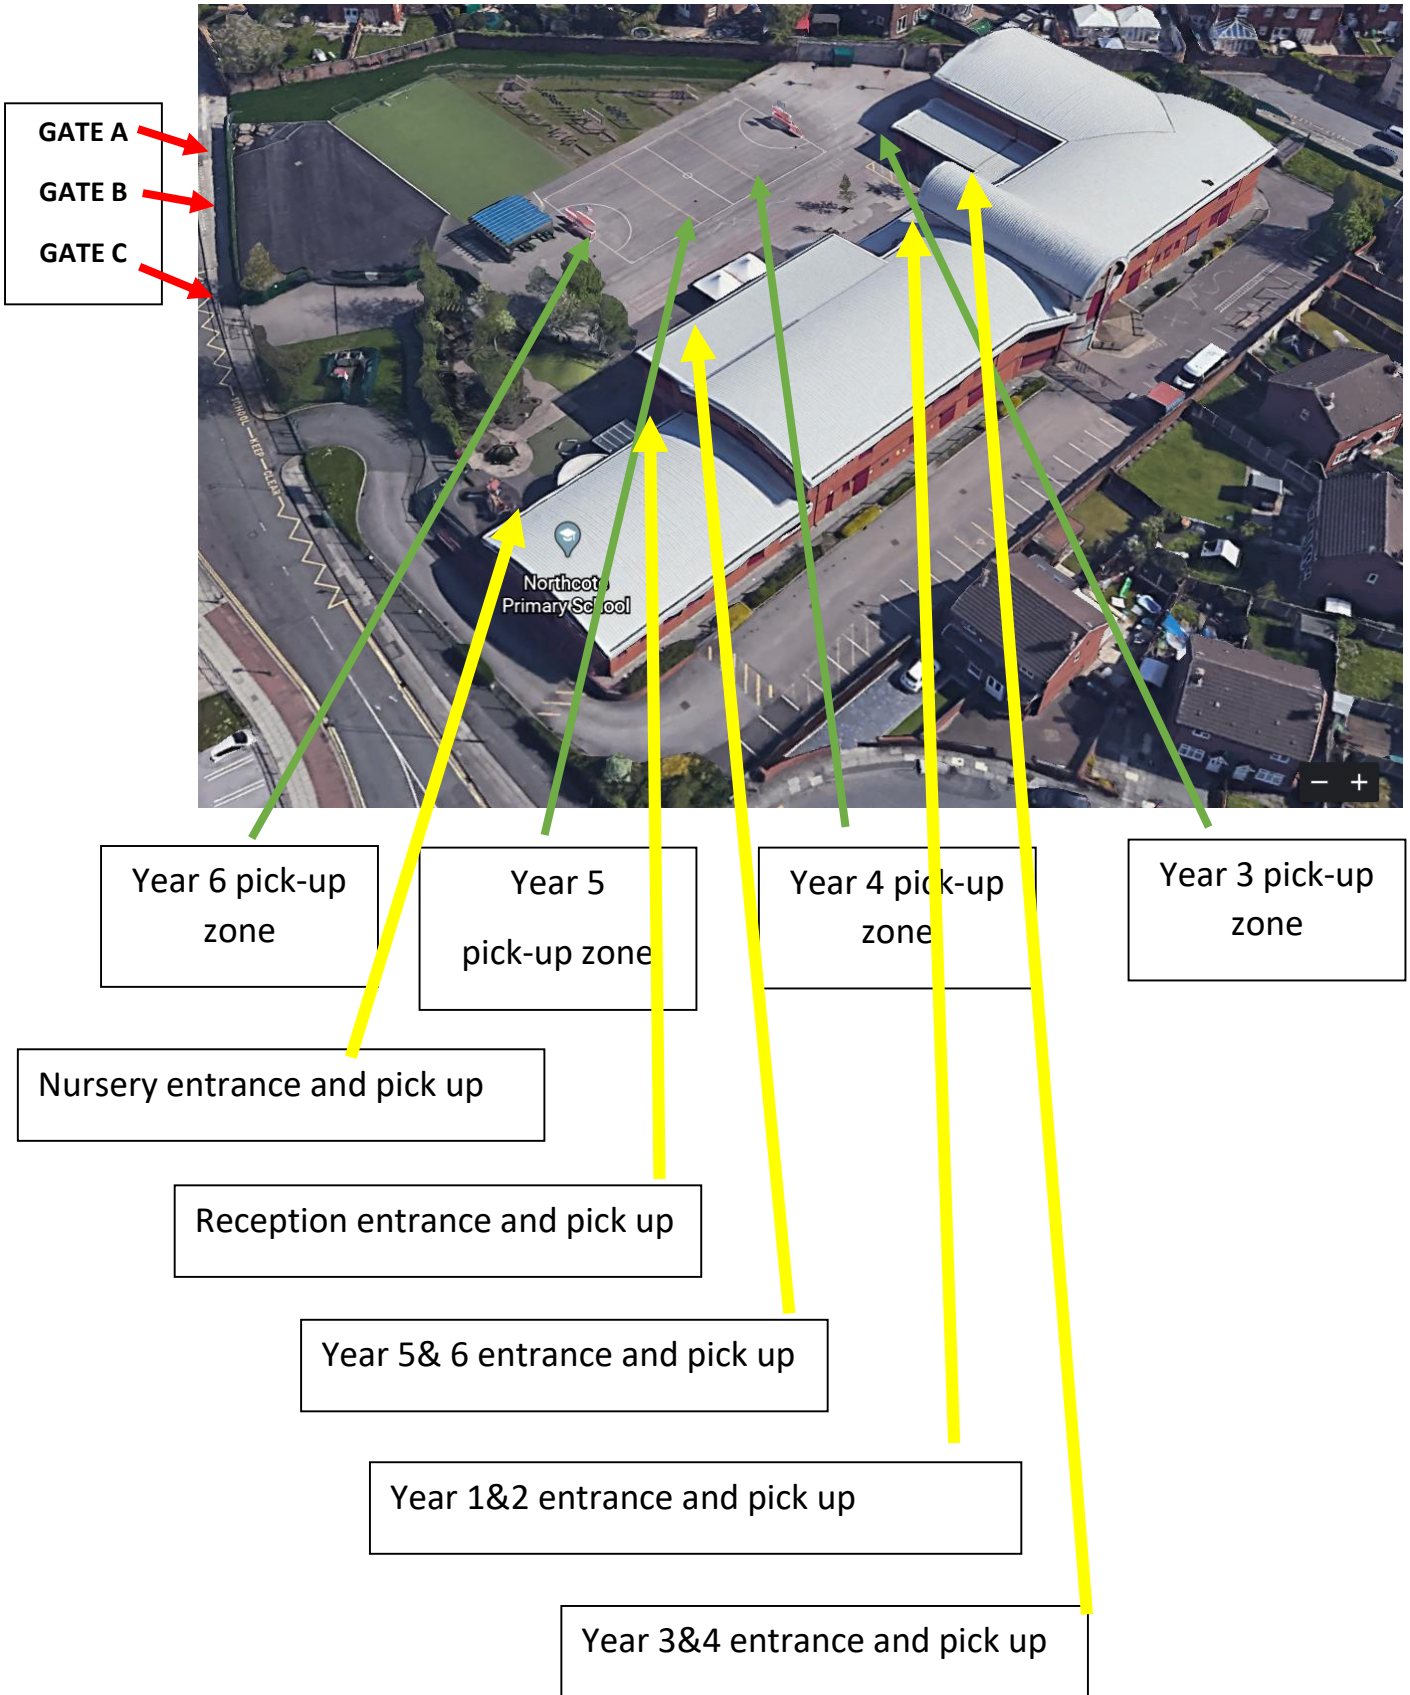 GATE A
GATE B
GATE C
SCHOOL KEEP CLEAR
Northcote
Primary School
− +
Year 6 pick-up
zone
Year 5
pick-up zone
Year 4 pick-up
zone
Year 3 pick-up
zone
Nursery entrance and pick up
Reception entrance and pick up
Year 5& 6 entrance and pick up
Year 1&2 entrance and pick up
Year 3&4 entrance and pick up